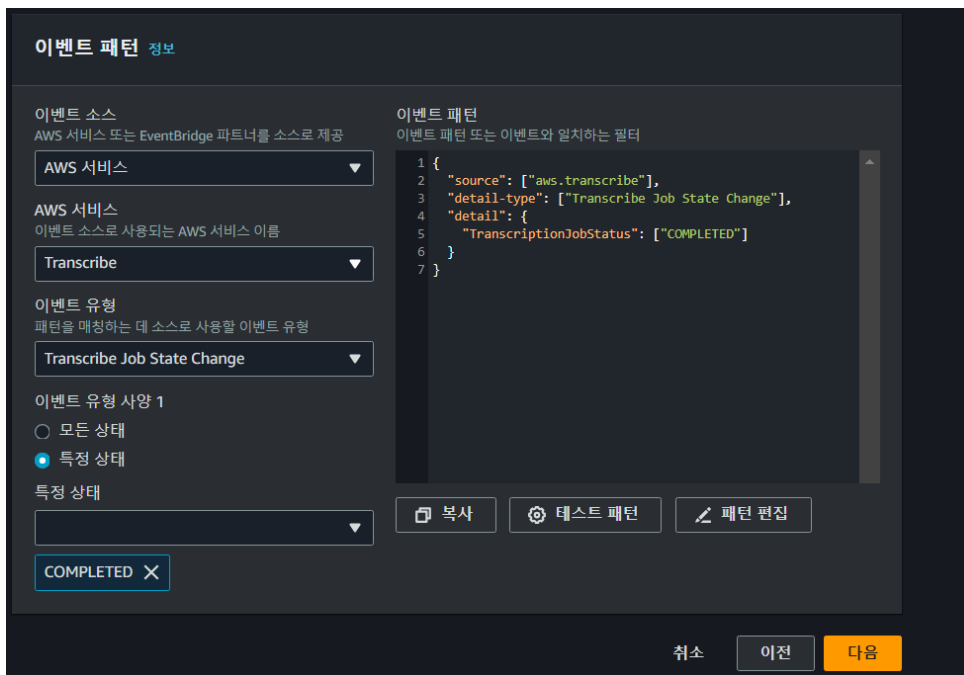 이벤트 패턴 정보
이벤트 소스
AWS 서비스 또는 EventBridge 파트너를 소스로 제공
AWS 서비스
AWS 서비스
이벤트 소스로 사용되는 AWS 서비스 이름
Transcribe
이벤트 유형
패턴을 매칭하는 데 소스로 사용할 이벤트 유형
Transcribe Job State Change
이벤트 유형 사양 1
모든 상태
특정 상태
특정 상태
COMPLETED
이벤트 패턴
이벤트 패턴 또는 이벤트와 일치하는 필터
1 {
2 "source": ["aws.transcribe"],
3 "detail-type": ["Transcribe Job State Change"],
4 "detail": {
5 "TranscriptionJobStatus": ["COMPLETED"]
6 }
7 }
복사 테스트 패턴 패턴 편집
취소 이전 다음